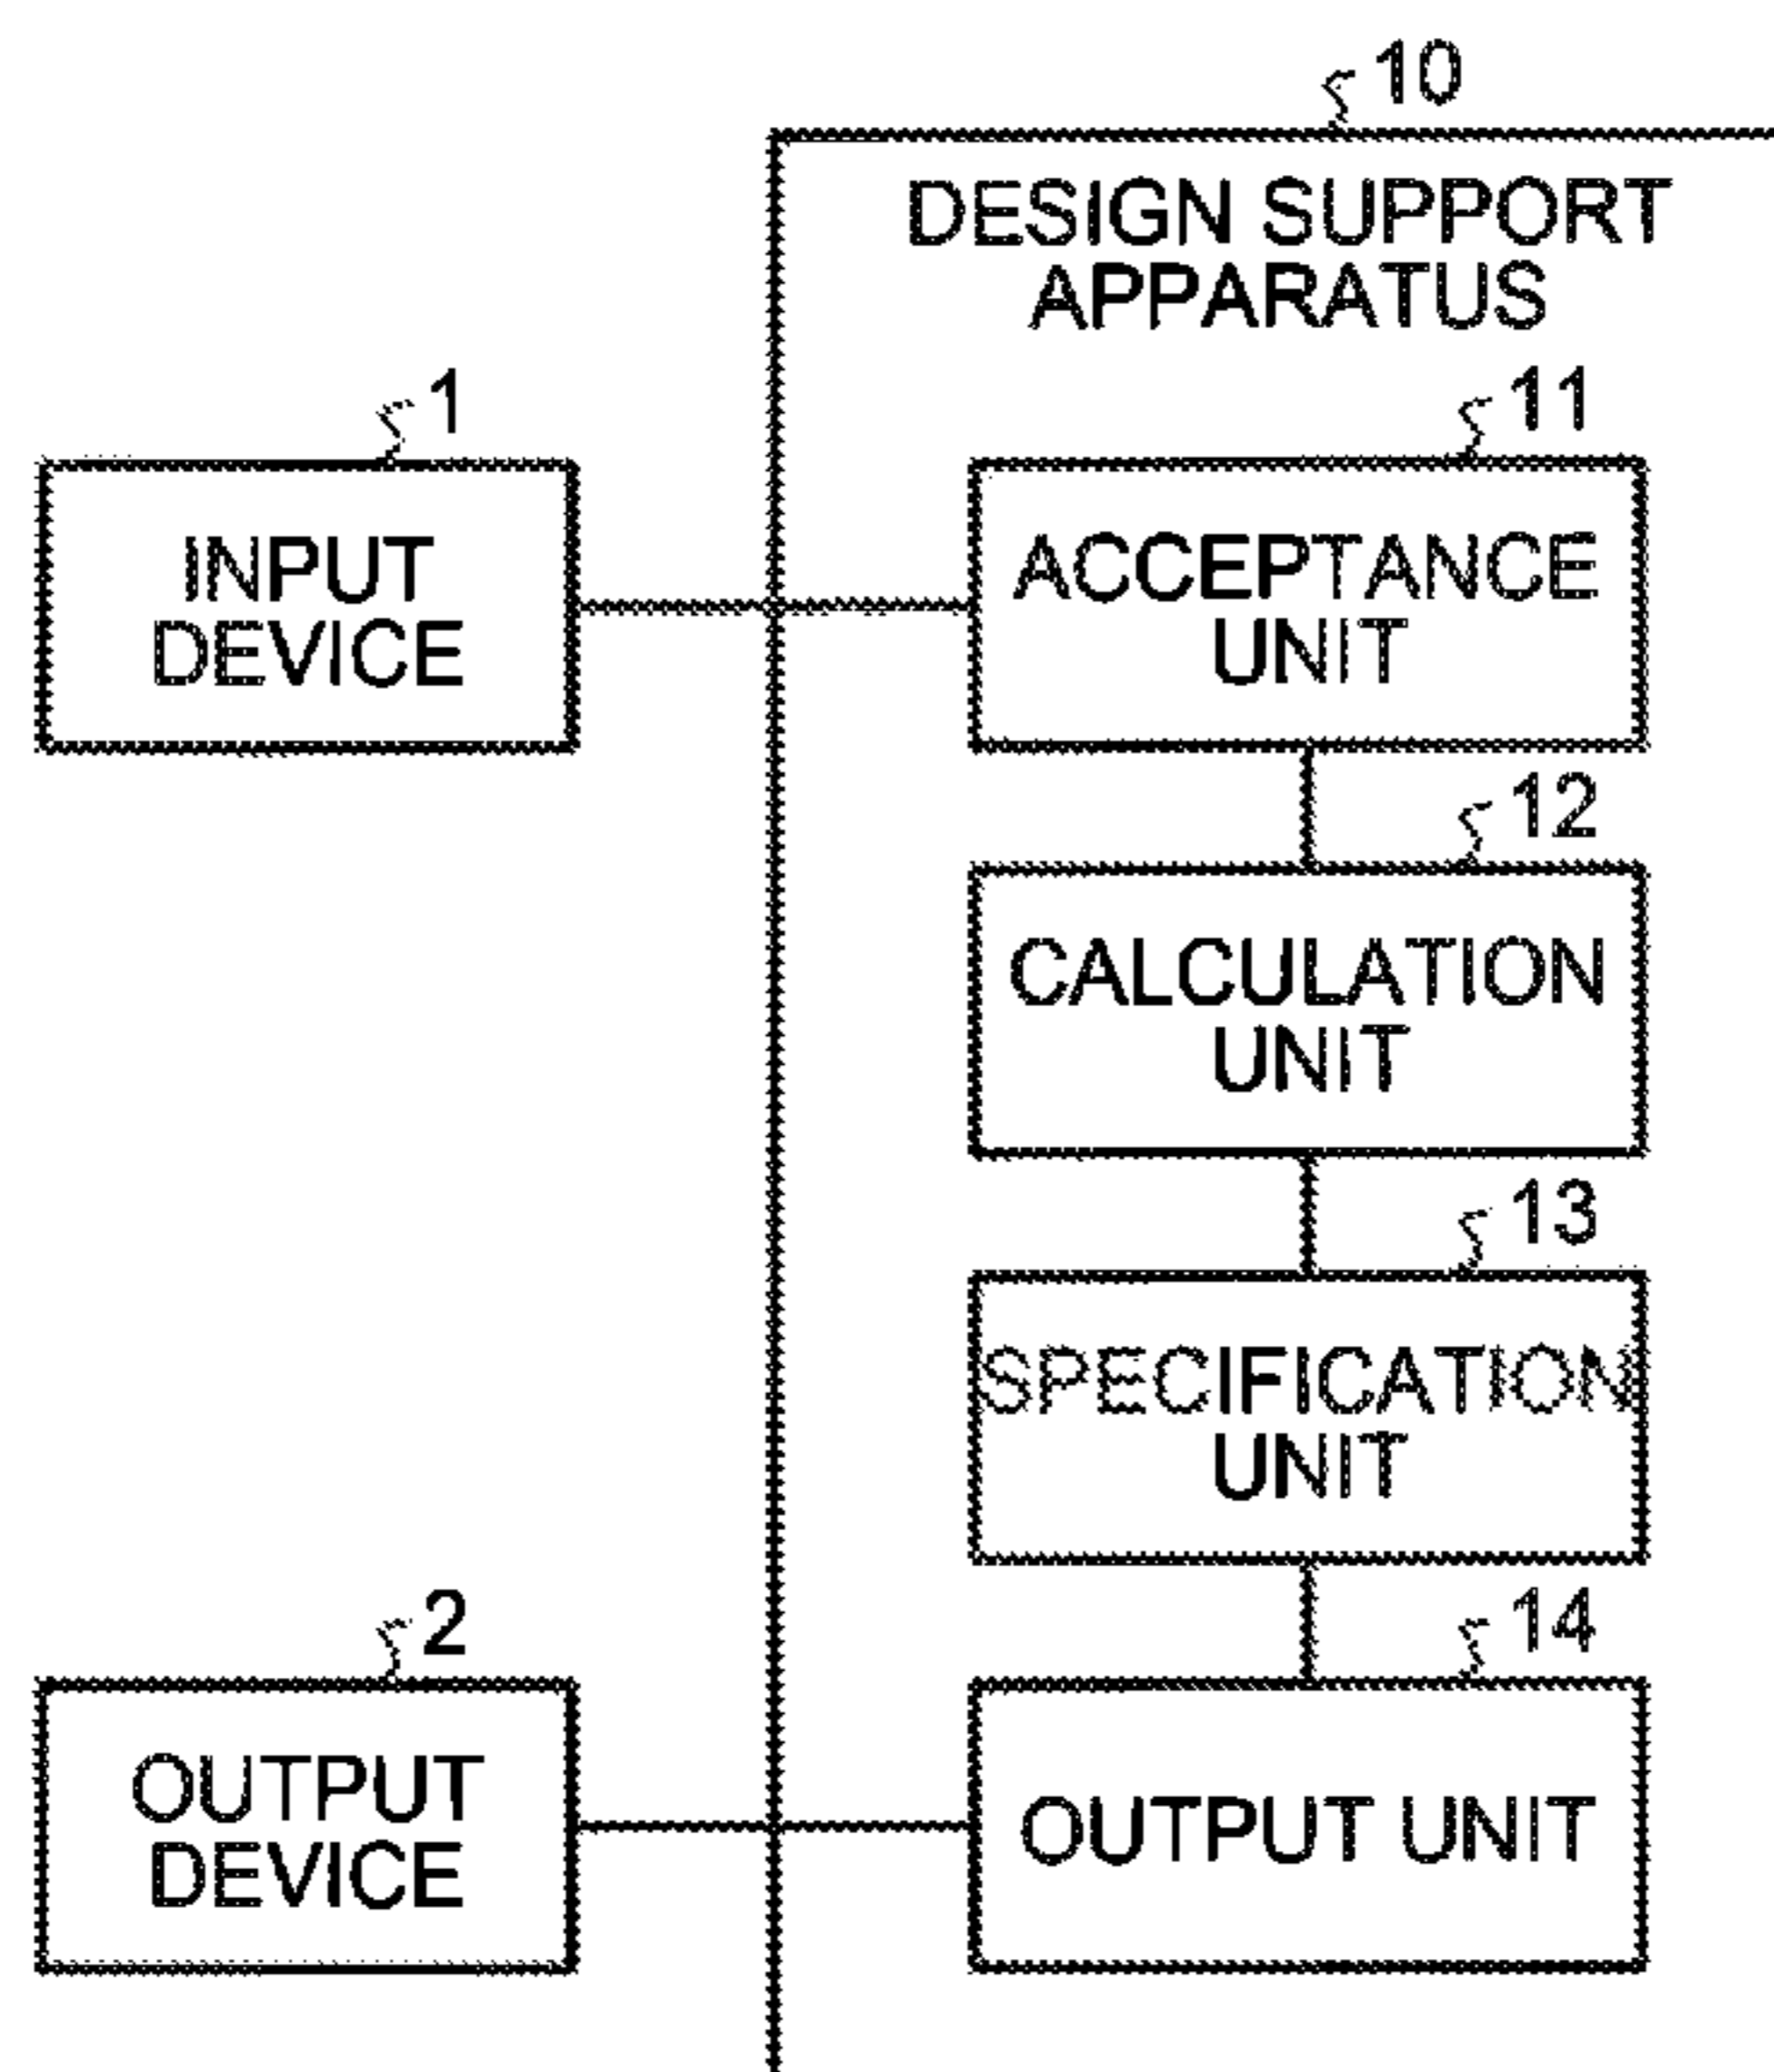 10
DESIGN SUPPORT
APPARATUS
1
INPUT
DEVICE
11
ACCEPTANCE
UNIT
12
CALCULATION
UNIT
13
SPECIFICATION
UNIT
2
OUTPUT
DEVICE
14
OUTPUT UNIT